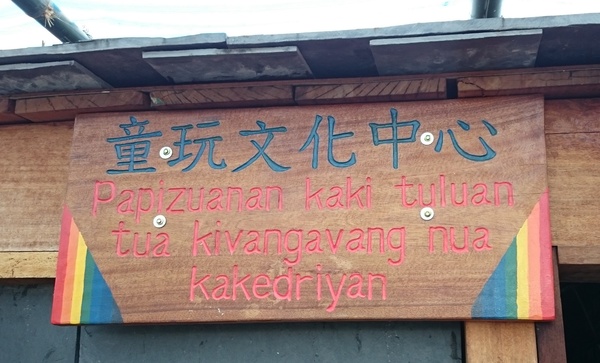 童玩文化中心
Papizuanan kaki tuluan
tua kivangavang nua
kakedriyan